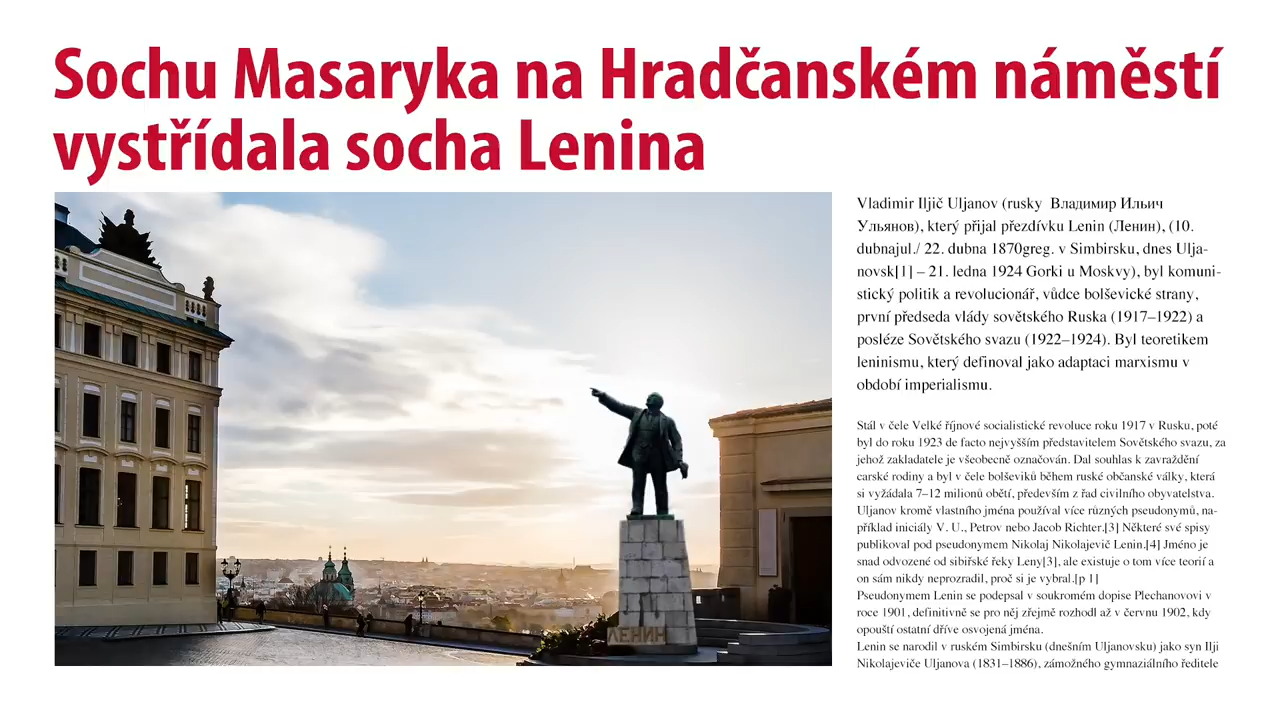 Sochu Masaryka na Hradčanském náměstí
vystřídala socha Lenina
ЛЕНИН
Vladimir Iljič Uljanov (rusky Владимир Ильич
Ульянов), který přijal přezdívku Lenin (Ленин), (10.
dubnajul./ 22. dubna 1870greg. v Simbirsku, dnes Ulja-
novsk[1] – 21. ledna 1924 Gorki u Moskvy), byl komuni-
stický politik a revolucionář, vůdce bolševické strany,
první předseda vlády sovětského Ruska (1917–1922) a
posléze Sovětského svazu (1922–1924). Byl teoretikem
leninismu, který definoval jako adaptaci marxismu v
období imperialismu.
Stál v čele Velké říjnové socialistické revoluce roku 1917 v Rusku, poté
byl do roku 1923 de facto nejvyšším představitelem Sovětského svazu, za
jehož zakladatele je všeobecně označován. Dal souhlas k zavraždění
carské rodiny a byl v čele bolševiků během ruské občanské války, která
si vyžádala 7–12 milionů obětí, především z řad civilního obyvatelstva.
Uljanov kromě vlastního jména používal více různých pseudonymů, na-
příklad iniciály V. U., Petrov nebo Jacob Richter.[3] Některé své spisy
publikoval pod pseudonymem Nikolaj Nikolajevič Lenin.[4] Jméno je
snad odvozené od sibiřské řeky Leny[3], ale existuje o tom více teorií a
on sám nikdy neprozradil, proč si je vybral.[p 1]
Pseudonymem Lenin se podepsal v soukromém dopise Plechanovovi v
roce 1901, definitivně se pro něj zřejmě rozhodl až v červnu 1902, kdy
opouští ostatní dříve osvojená jména.
Lenin se narodil v ruském Simbirsku (dnešním Uljanovsku) jako syn Ilji
Nikolajeviče Uljanova (1831–1886), zámožného gymnaziálního ředitele